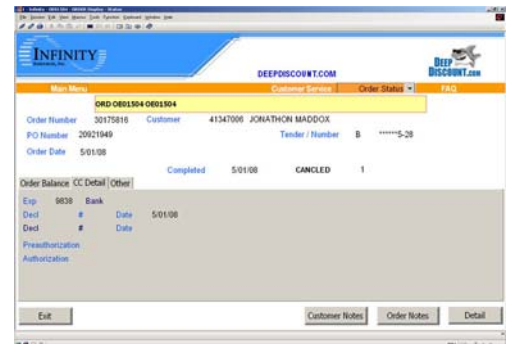 INFINITY
DEEPDISCOUNT.COM
DEEP
DISCOUNT.com
Main Menu Customer Service Order Status FAQ
ORD OE01504 OE01504
Order Number 30175816 Customer 41347006 JONATHON MADDOX
PO Number 20921949 Tender / Number B ******5-28
Order Date 5/01/08
Completed 5/01/08 CANCLED 1
Order Balance CC Detail Other
Exp 9838 Bank
Decl # Date 5/01/08
Decl # Date
Preauthorization
Authorization
Exit Customer Notes Order Notes Detail